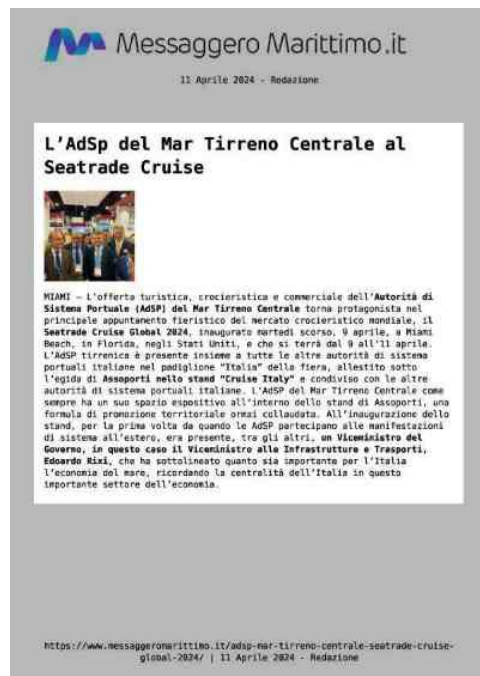 Messaggero Marittimo.it
11 Aprile 2024 - Redazione
L'AdSp del Mar Tirreno Centrale al
Seatrade Cruise
MIAMI – L'offerta turistica, crocieristica e commerciale dell'Autorità di
Sistema Portuale (AdSP) del Mar Tirreno Centrale torna protagonista nel
principale appuntamento fieristico del mercato crocieristico mondiale, il
Seatrade Cruise Global 2024, inaugurato martedì scorso, 9 aprile, a Miami
Beach, in Florida, negli Stati Uniti, e che si terrà dal 9 all'11 aprile.
L'AdSP tirrenica è presente insieme a tutte le altre autorità di sistema
portuali italiane nel padiglione "Italia" della fiera, allestito sotto
l'egida di Assoporti nello stand "Cruise Italy" e condiviso con le altre
autorità di sistema portuali italiane. L'AdSP del Mar Tirreno Centrale come
sempre ha un suo spazio espositivo all'interno dello stand di Assoporti, una
formula di promozione territoriale ormai collaudata. All'inaugurazione dello
stand, per la prima volta da quando le AdSP partecipano alle manifestazioni
di sistema all'estero, era presente, tra gli altri, un Viceministro del
Governo, in questo caso il Viceministro alle Infrastrutture e Trasporti,
Edoardo Rixi, che ha sottolineato quanto sia importante per l'Italia
l'economia del mare, ricordando la centralità dell'Italia in questo
importante settore dell'economia.
https://www.messaggeromarittimo.it/adsp-mar-tirreno-centrale-seatrade-cruise-
global-2024/ | 11 Aprile 2024 - Redazione